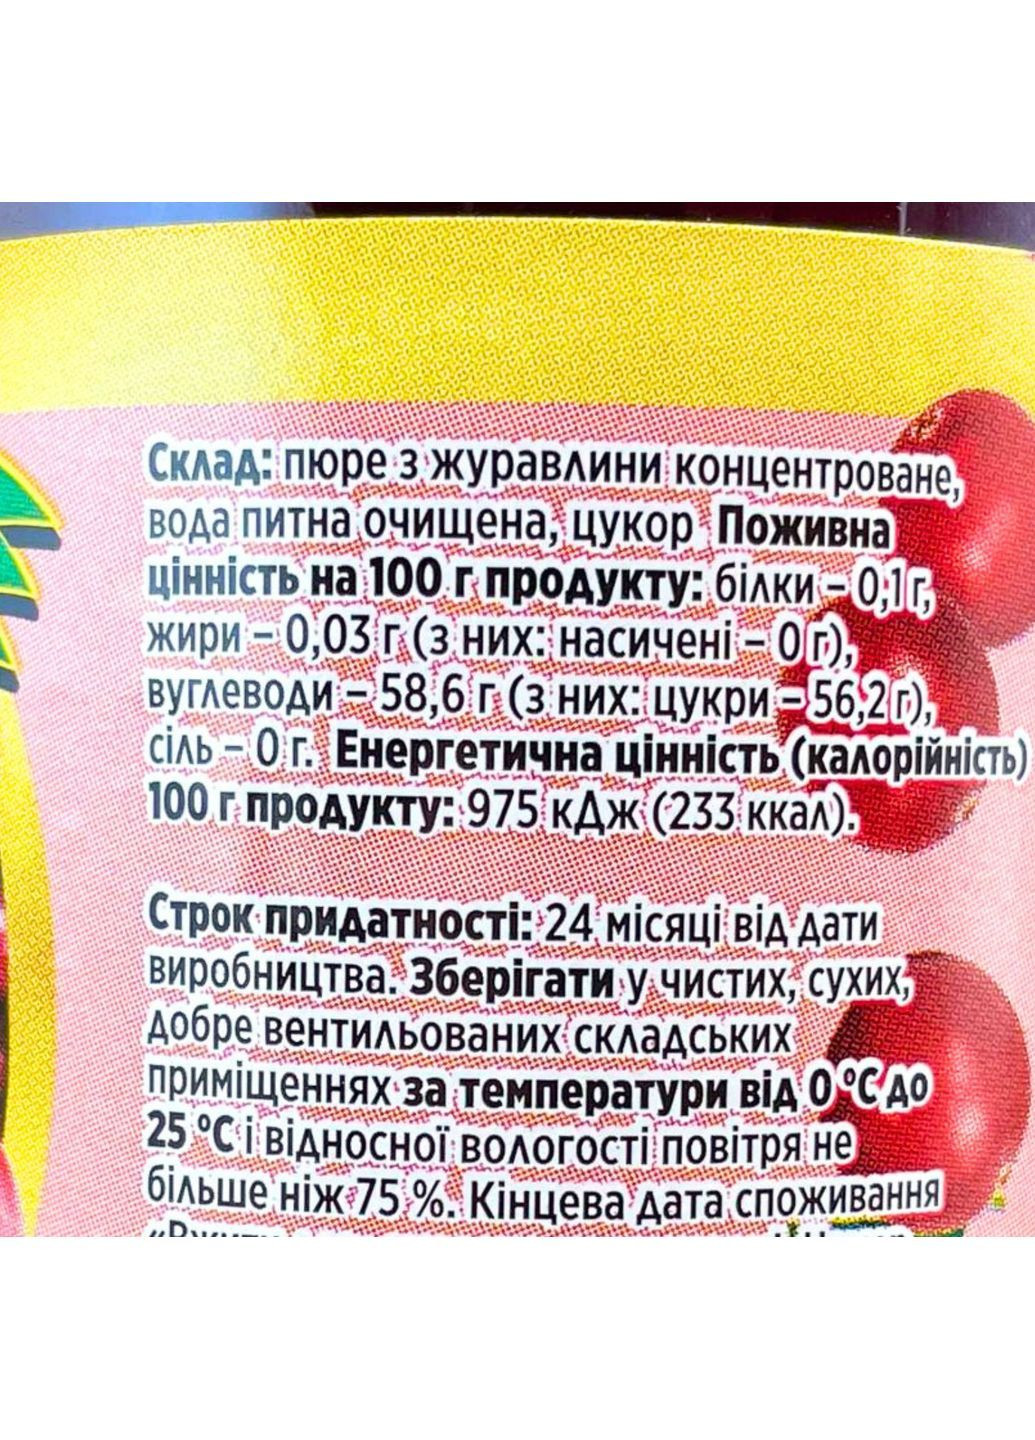 Склад: пюре з журавлини концентроване,
вода питна очищена, цукор Поживна
цінність на 100 г продукту: білки – 0,1 г,
жири – 0,03 г (з них: насичені – 0 г),
вуглеводи – 58,6 г (з них: цукри – 56,2 г),
сіль – 0 г. Енергетична цінність (калорійність)
100 г продукту: 975 кДж (233 ккал).
Строк придатності: 24 місяці від дати
виробництва. Зберігати у чистих, сухих,
добре вентильованих складських
приміщеннях за температури від 0 °С до
25 °С і відносної вологості повітря не
більше ніж 75 %. Кінцева дата споживання